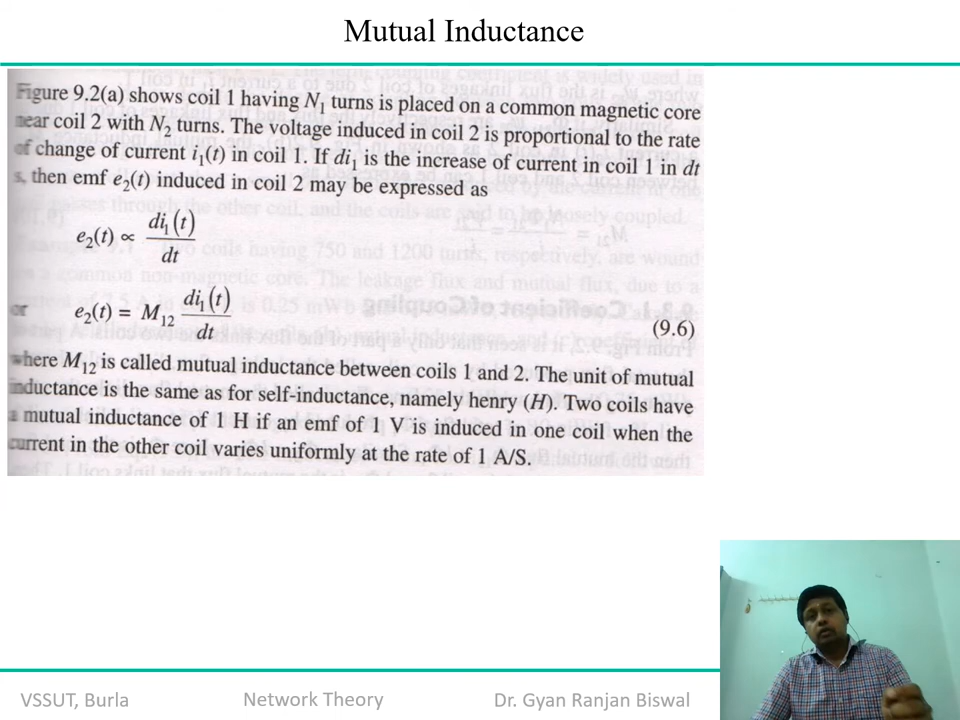 Mutual Inductance
Figure 9.2(a) shows coil 1 having N₁ turns is placed on a common magnetic core
near coil 2 with N₂ turns. The voltage induced in coil 2 is proportional to the rate
of change of current i₁(t) in coil 1. If di₁ is the increase of current in coil 1 in dt
s, then emf e₂(t) induced in coil 2 may be expressed as
e₂(t) ∝ di₁(t)/dt
or e₂(t) = M₁₂ di₁(t)/dt (9.6)
where M₁₂ is called mutual inductance between coils 1 and 2. The unit of mutual
inductance is the same as for self-inductance, namely henry (H). Two coils have
a mutual inductance of 1 H if an emf of 1 V is induced in one coil when the
current in the other coil varies uniformly at the rate of 1 A/S.
VSSUT, Burla Network Theory Dr. Gyan Ranjan Biswal